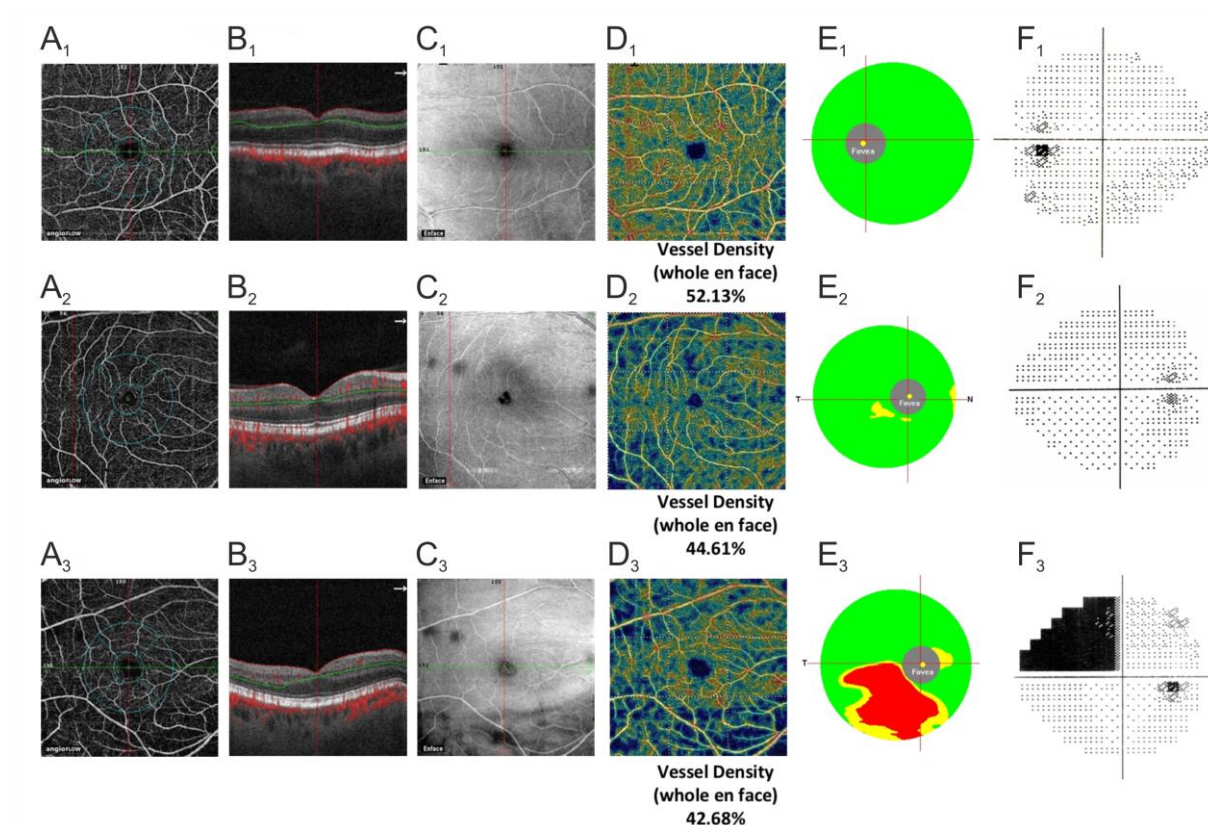 A1 B1 C1 D1 E1 F1
angioFLOW
Enface
Fovea
Vessel Density
(whole en face)
52.13%
A2 B2 C2 D2 E2 F2
angioFLOW
Enface
T Fovea N
Vessel Density
(whole en face)
44.61%
A3 B3 C3 D3 E3 F3
angioFLOW
Enface
T Fovea
Vessel Density
(whole en face)
42.68%